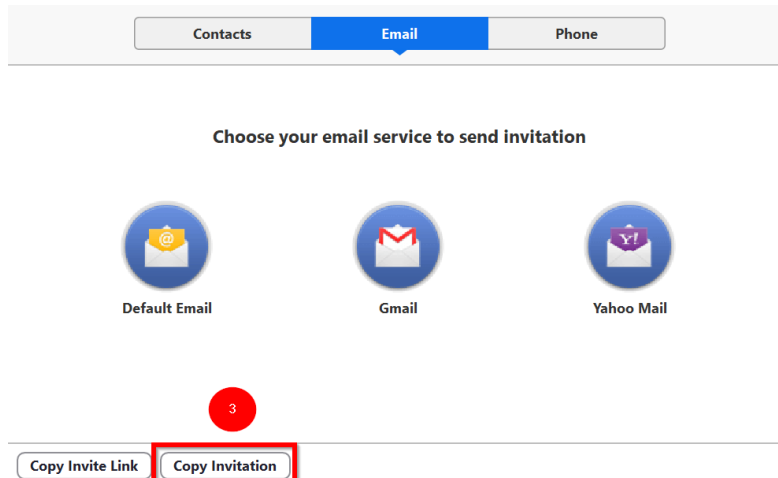 Contacts Email Phone
Choose your email service to send invitation
@ Y!
Default Email Gmail Yahoo Mail
3
Copy Invite Link Copy Invitation